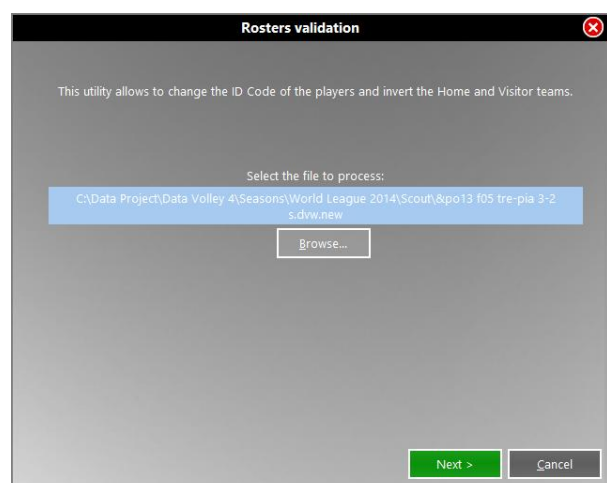 Rosters validation
This utility allows to change the ID Code of the players and invert the Home and Visitor teams.
Select the file to process:
C:\Data Project\Data Volley 4\Seasons\World League 2014\Scout\&po13 f05 tre-pia 3-2
s.dvw.new
Browse...
Next >
Cancel